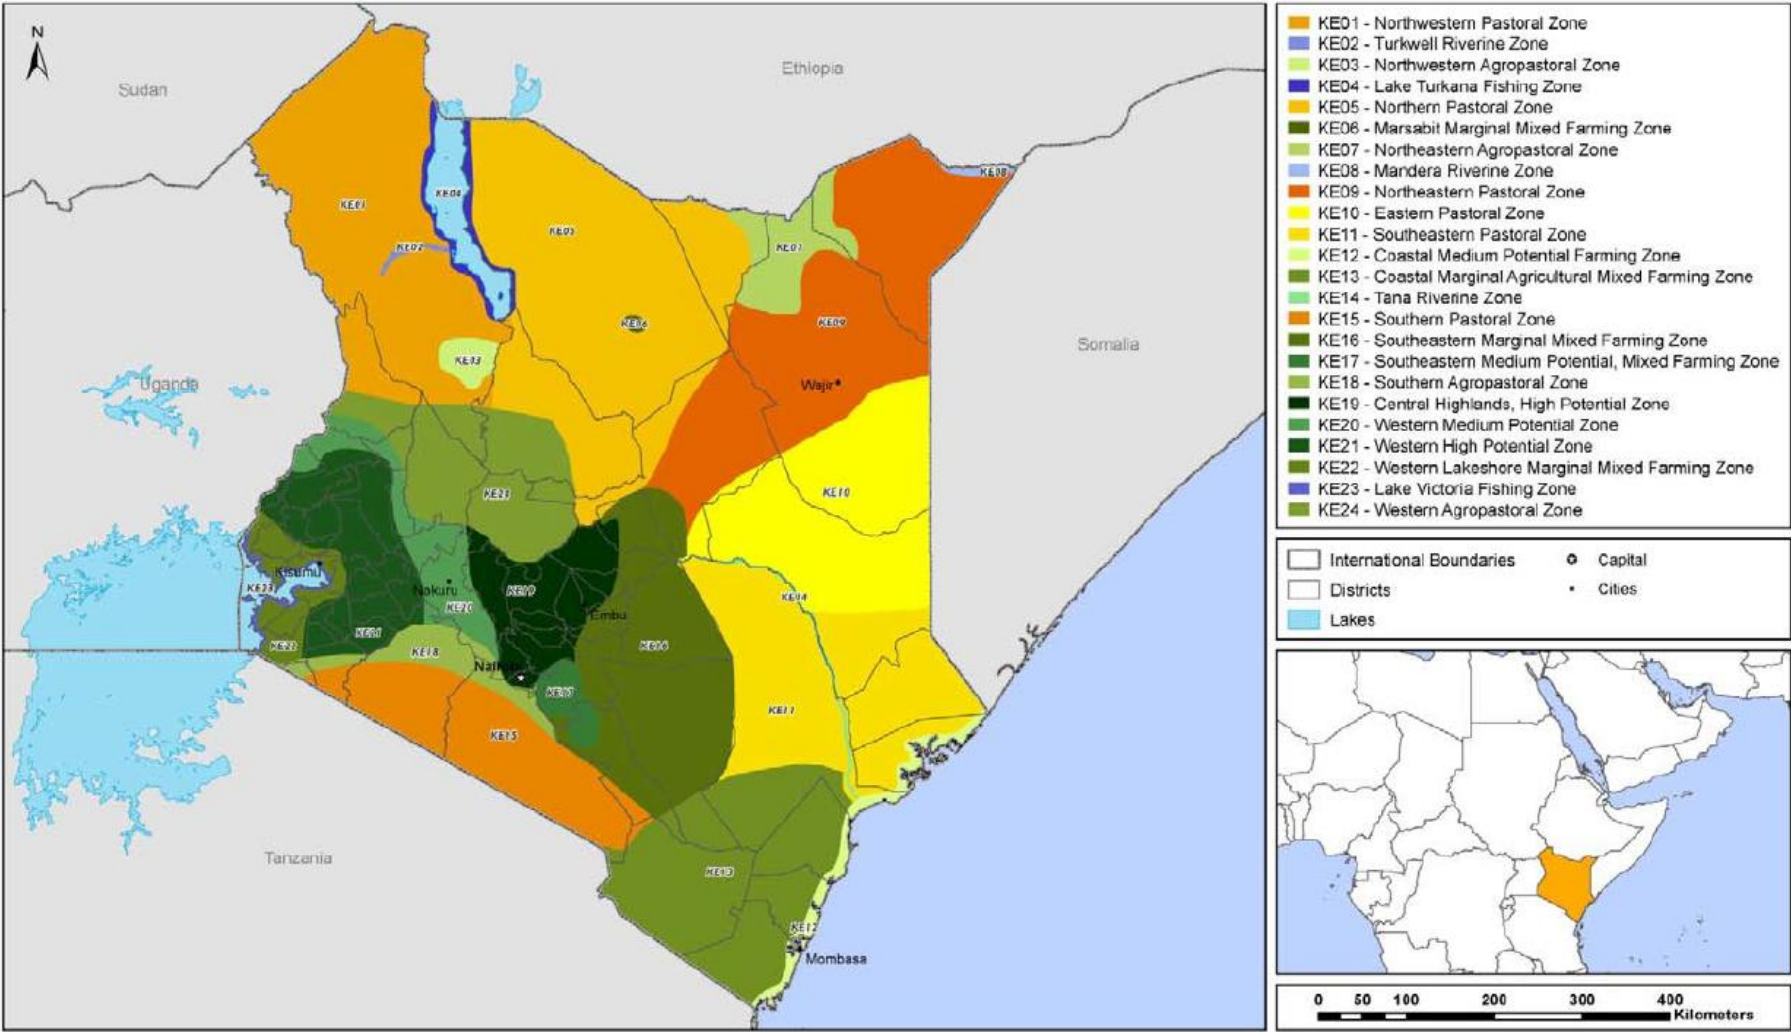 N
Sudan
Ethiopia
KE08
KE04
KE01
KE05
KE02
KE07
KE06
KE09
Somalia
KE03
Uganda
Wajir
KE10
Kisumu
KE23
Nakuru
KE19
KE20
KE14
Embu
KE21
KE22
KE18
KE16
Nairobi
KE17
KE11
KE15
Tanzania
KE13
KE12
Mombasa
KE01 - Northwestern Pastoral Zone
KE02 - Turkwell Riverine Zone
KE03 - Northwestern Agropastoral Zone
KE04 - Lake Turkana Fishing Zone
KE05 - Northern Pastoral Zone
KE06 - Marsabit Marginal Mixed Farming Zone
KE07 - Northeastern Agropastoral Zone
KE08 - Mandera Riverine Zone
KE09 - Northeastern Pastoral Zone
KE10 - Eastern Pastoral Zone
KE11 - Southeastern Pastoral Zone
KE12 - Coastal Medium Potential Farming Zone
KE13 - Coastal Marginal Agricultural Mixed Farming Zone
KE14 - Tana Riverine Zone
KE15 - Southern Pastoral Zone
KE16 - Southeastern Marginal Mixed Farming Zone
KE17 - Southeastern Medium Potential, Mixed Farming Zone
KE18 - Southern Agropastoral Zone
KE19 - Central Highlands, High Potential Zone
KE20 - Western Medium Potential Zone
KE21 - Western High Potential Zone
KE22 - Western Lakeshore Marginal Mixed Farming Zone
KE23 - Lake Victoria Fishing Zone
KE24 - Western Agropastoral Zone
International Boundaries
Capital
Districts
Cities
Lakes
0 50 100 200 300 400
Kilometers